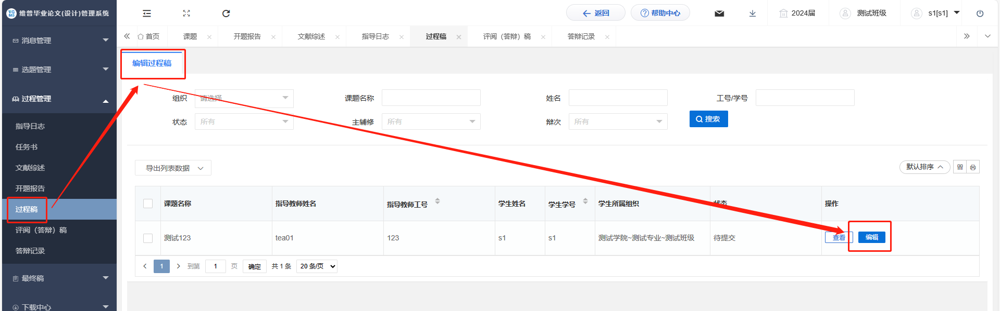 VG
MS
维普毕业论文(设计)管理系统
返回
帮助中心
2024届
测试班级
s1[s1]
消息管理
选题管理
过程管理
指导日志
任务书
文献综述
开题报告
过程稿
评阅（答辩）稿
答辩记录
最终稿
下载中心
首页
课题
开题报告
文献综述
指导日志
过程稿
评阅（答辩）稿
答辩记录
编辑过程稿
组织 请选择 课题名称 姓名 工号/学号
状态 所有 主辅修 所有 辩次 所有 搜索
导出列表数据
默认排序
课题名称 指导教师姓名 指导教师工号 学生姓名 学生学号 学生所属组织 状态 操作
测试123 tea01 123 s1 s1 测试学院~测试专业~测试班级 待提交 查看 编辑
1 到第 1 页 确定 共 1 条 20 条/页